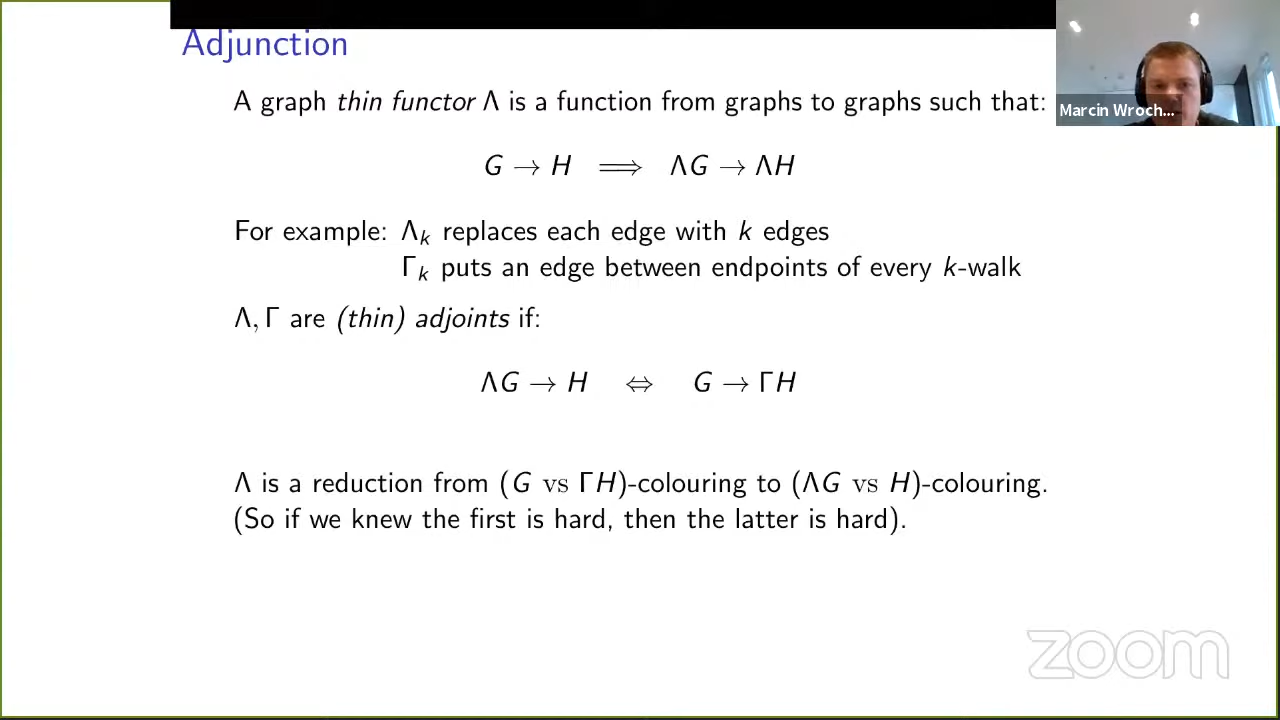 Adjunction
A graph thin functor Λ is a function from graphs to graphs such that:
Marcin Wroch...
G → H ⟹ ΛG → ΛH
For example: Λₖ replaces each edge with k edges
Γₖ puts an edge between endpoints of every k-walk
Λ, Γ are (thin) adjoints if:
ΛG → H ⇔ G → ΓH
Λ is a reduction from (G vs ΓH)-colouring to (ΛG vs H)-colouring.
(So if we knew the first is hard, then the latter is hard).
zoom